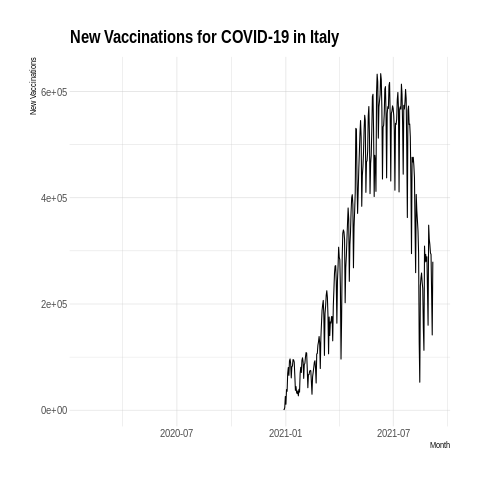 New Vaccinations for COVID-19 in Italy
New Vaccinations
6e+05
4e+05
2e+05
0e+00
2020-07 2021-01 2021-07
Month